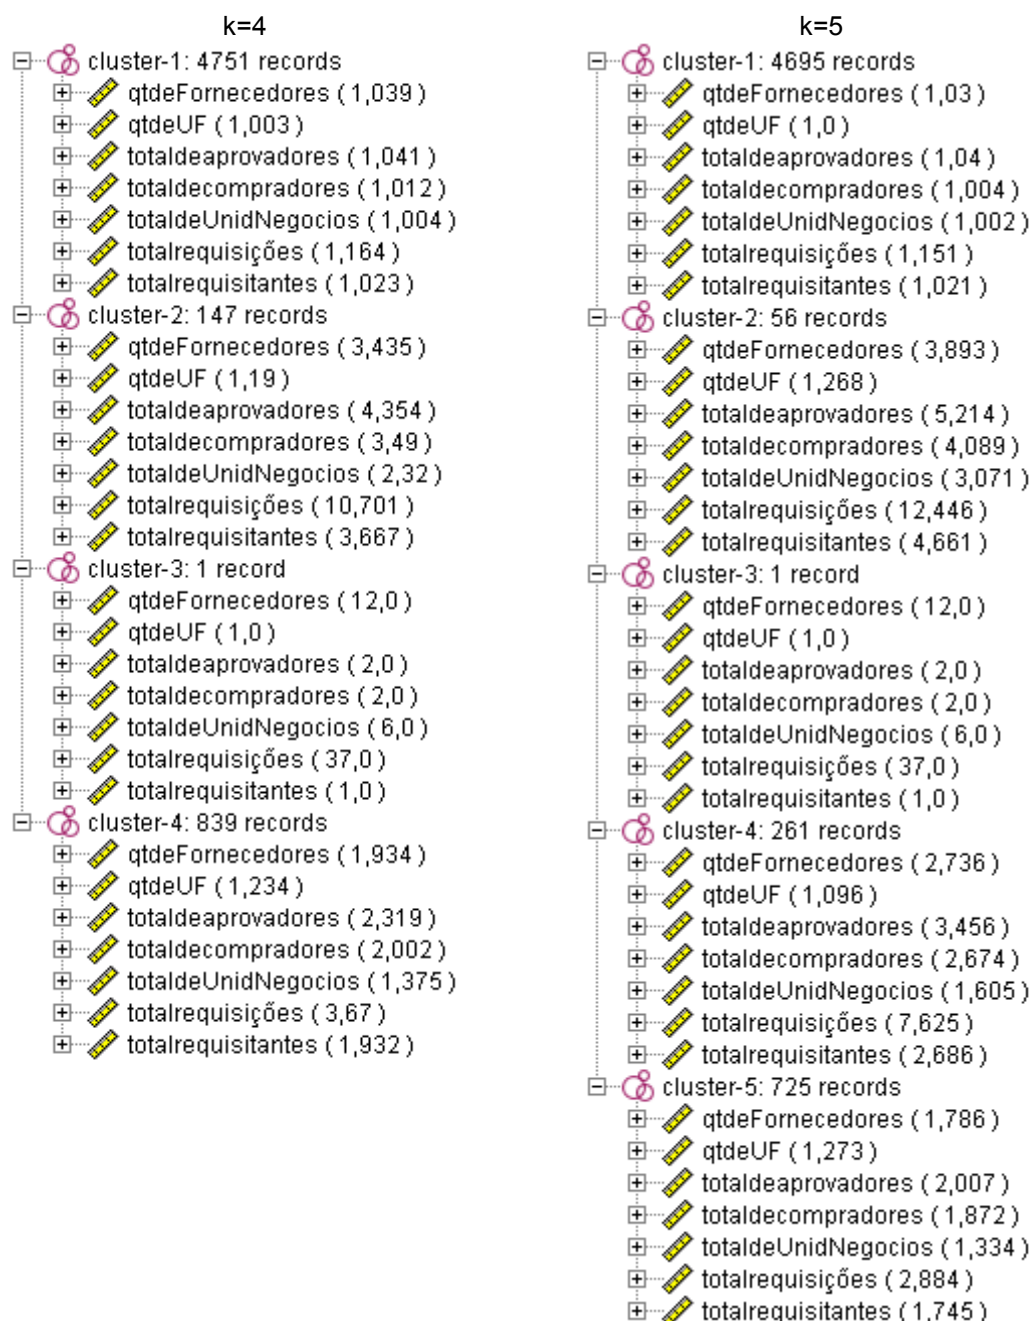 k=4
cluster-1: 4751 records
qtdeFornecedores ( 1,039 )
qtdeUF ( 1,003 )
totaldeaprovadores ( 1,041 )
totaldecompradores ( 1,012 )
totaldeUnidNegocios ( 1,004 )
totalrequisições ( 1,164 )
totalrequisitantes ( 1,023 )
cluster-2: 147 records
qtdeFornecedores ( 3,435 )
qtdeUF ( 1,19 )
totaldeaprovadores ( 4,354 )
totaldecompradores ( 3,49 )
totaldeUnidNegocios ( 2,32 )
totalrequisições ( 10,701 )
totalrequisitantes ( 3,667 )
cluster-3: 1 record
qtdeFornecedores ( 12,0 )
qtdeUF ( 1,0 )
totaldeaprovadores ( 2,0 )
totaldecompradores ( 2,0 )
totaldeUnidNegocios ( 6,0 )
totalrequisições ( 37,0 )
totalrequisitantes ( 1,0 )
cluster-4: 839 records
qtdeFornecedores ( 1,934 )
qtdeUF ( 1,234 )
totaldeaprovadores ( 2,319 )
totaldecompradores ( 2,002 )
totaldeUnidNegocios ( 1,375 )
totalrequisições ( 3,67 )
totalrequisitantes ( 1,932 )
k=5
cluster-1: 4695 records
qtdeFornecedores ( 1,03 )
qtdeUF ( 1,0 )
totaldeaprovadores ( 1,04 )
totaldecompradores ( 1,004 )
totaldeUnidNegocios ( 1,002 )
totalrequisições ( 1,151 )
totalrequisitantes ( 1,021 )
cluster-2: 56 records
qtdeFornecedores ( 3,893 )
qtdeUF ( 1,268 )
totaldeaprovadores ( 5,214 )
totaldecompradores ( 4,089 )
totaldeUnidNegocios ( 3,071 )
totalrequisições ( 12,446 )
totalrequisitantes ( 4,661 )
cluster-3: 1 record
qtdeFornecedores ( 12,0 )
qtdeUF ( 1,0 )
totaldeaprovadores ( 2,0 )
totaldecompradores ( 2,0 )
totaldeUnidNegocios ( 6,0 )
totalrequisições ( 37,0 )
totalrequisitantes ( 1,0 )
cluster-4: 261 records
qtdeFornecedores ( 2,736 )
qtdeUF ( 1,096 )
totaldeaprovadores ( 3,456 )
totaldecompradores ( 2,674 )
totaldeUnidNegocios ( 1,605 )
totalrequisições ( 7,625 )
totalrequisitantes ( 2,686 )
cluster-5: 725 records
qtdeFornecedores ( 1,786 )
qtdeUF ( 1,273 )
totaldeaprovadores ( 2,007 )
totaldecompradores ( 1,872 )
totaldeUnidNegocios ( 1,334 )
totalrequisições ( 2,884 )
totalrequisitantes ( 1,745 )